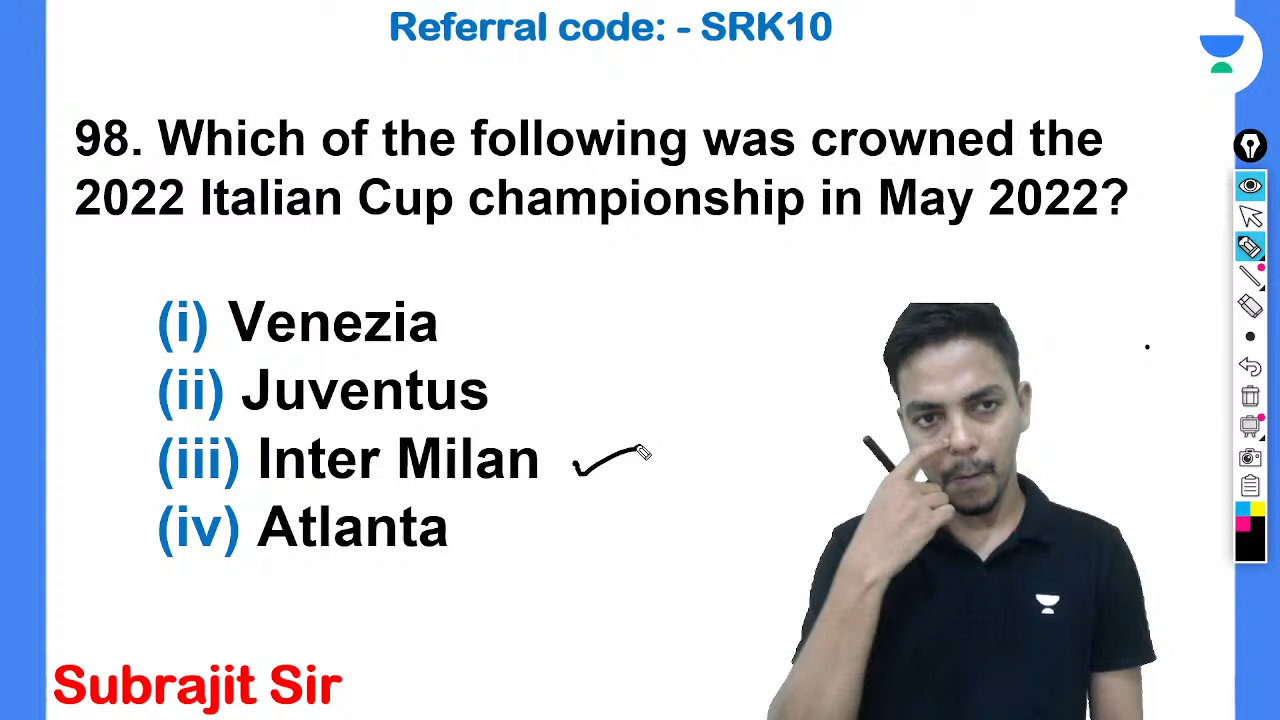 Referral code: - SRK10
98. Which of the following was crowned the
2022 Italian Cup championship in May 2022?
(i) Venezia
(ii) Juventus
(iii) Inter Milan
(iv) Atlanta
Subrajit Sir